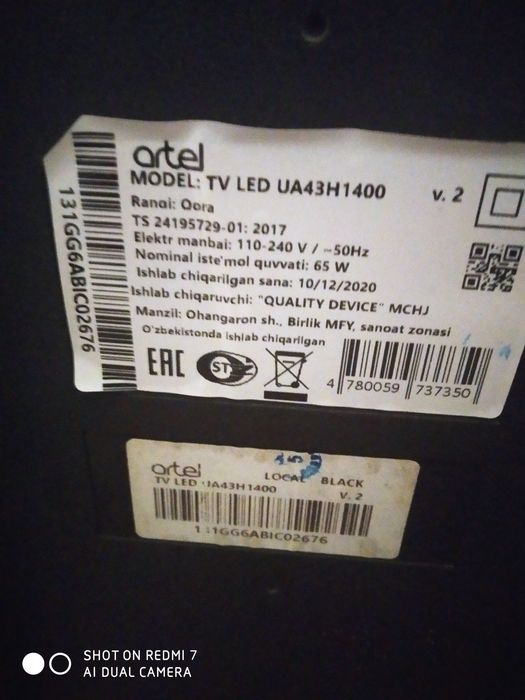 artel
MODEL: TV LED UA43H1400 v. 2
Rangi: Qora
TS 24195729-01: 2017
Elektr manbai: 110-240 V / ~50Hz
Nominal iste'mol quvvati: 65 W
Ishlab chiqarilgan sana: 10/12/2020
Ishlab chiqaruvchi: "QUALITY DEVICE" MCHJ
Manzil: Ohangaron sh., Birlik MFY, sanoat zonasi
O'zbekistonda ishlab chiqarilgan
EAC ST
4 780059 737350
131GG6ABIC02676
artel LOCAL BLACK
TV LED UA43H1400 V. 2
131GG6ABIC02676
SHOT ON REDMI 7
AI DUAL CAMERA